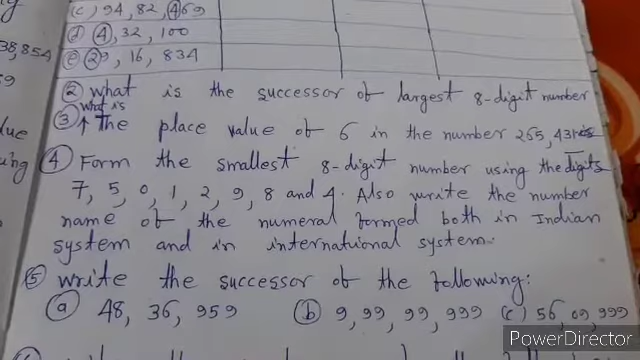 (c) 94, 82, 469
(d) 4, 32, 100
38,854
(e) 29, 16, 834
② what is the successor of largest 8-digit number
what is
③ ↑ The place value of 6 in the number 265, 431
④ Form the smallest 8-digit number using the digits
7, 5, 0, 1, 2, 9, 8 and 4. Also write the number
name of the numeral formed both in Indian
system and in international system.
⑤ write the successor of the following:
ⓐ 48, 36, 959 ⓑ 9, 99, 99, 999 (c) 56, 09, 999
PowerDirector